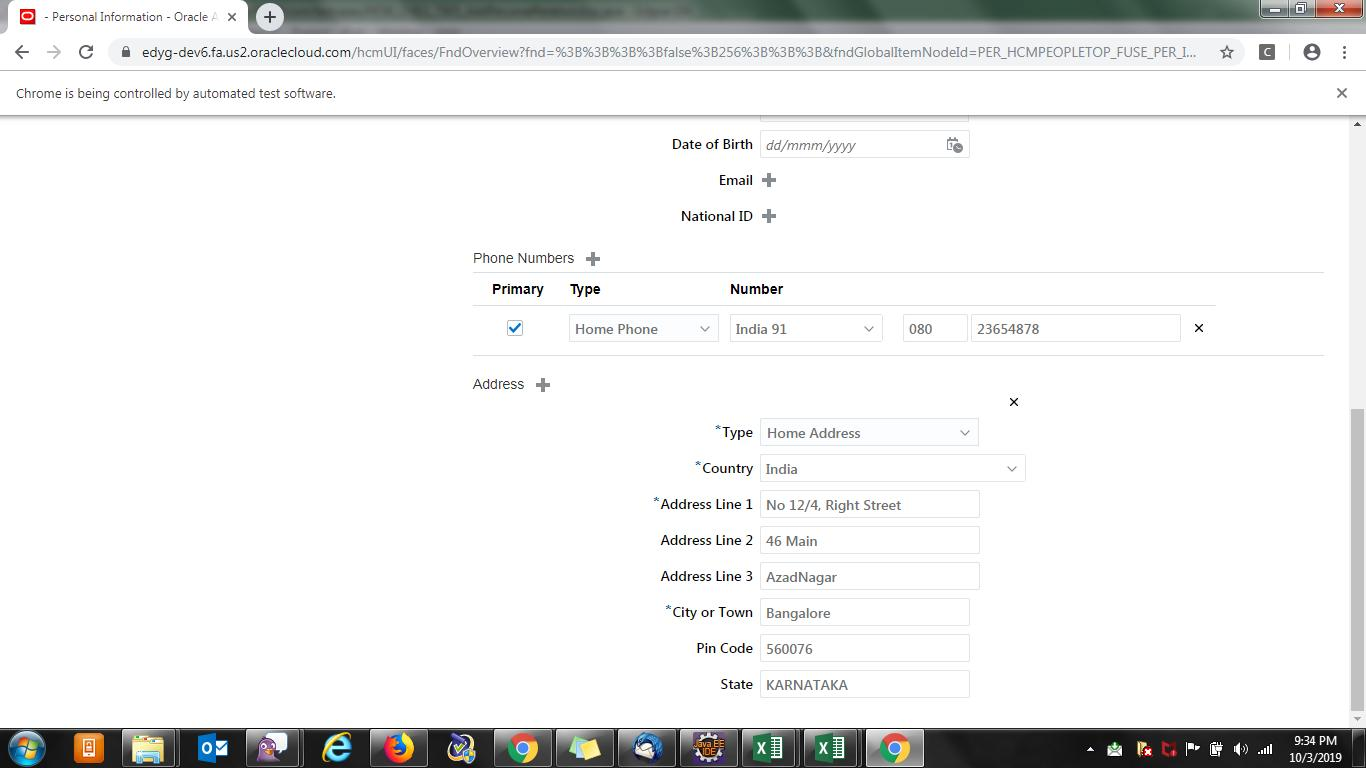 - Personal Information - Oracle A
edyg-dev6.fa.us2.oraclecloud.com/hcmUI/faces/FndOverview?fnd=%3B%3B%3B%3Bfalse%3B256%3B%3B%3B&fndGlobalItemNodeId=PER_HCMPEOPLETOP_FUSE_PER_I...
C
Chrome is being controlled by automated test software.
Date of Birth dd/mmm/yyyy
Email
National ID
Phone Numbers
Primary Type Number
Home Phone India 91 080 23654878
Address
*Type Home Address
*Country India
*Address Line 1 No 12/4, Right Street
Address Line 2 46 Main
Address Line 3 AzadNagar
*City or Town Bangalore
Pin Code 560076
State KARNATAKA
Java EE
IDE
9:34 PM
10/3/2019